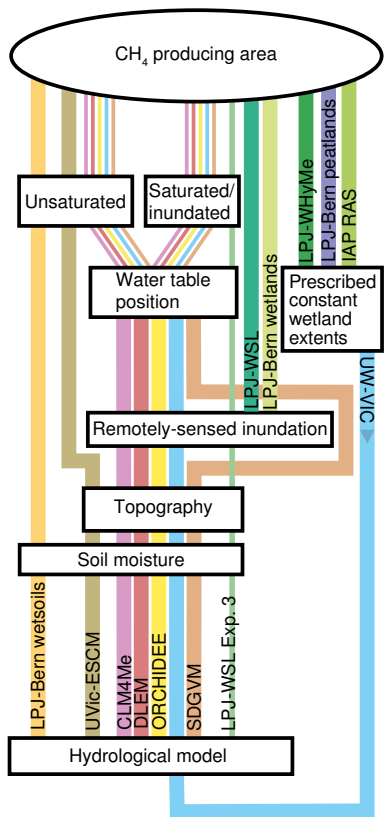 CH4 producing area
LPJ-WHyMe
LPJ-Bern peatlands
IAP RAS
Unsaturated
Saturated/
inundated
Water table
position
Prescribed
constant
wetland
extents
LPJ-WSL
LPJ-Bern wetlands
UW-VIC
Remotely-sensed inundation
Topography
Soil moisture
LPJ-Bern wetsoils
UVic-ESCM
CLM4Me
DLEM
ORCHIDEE
SDGVM
LPJ-WSL Exp. 3
Hydrological model